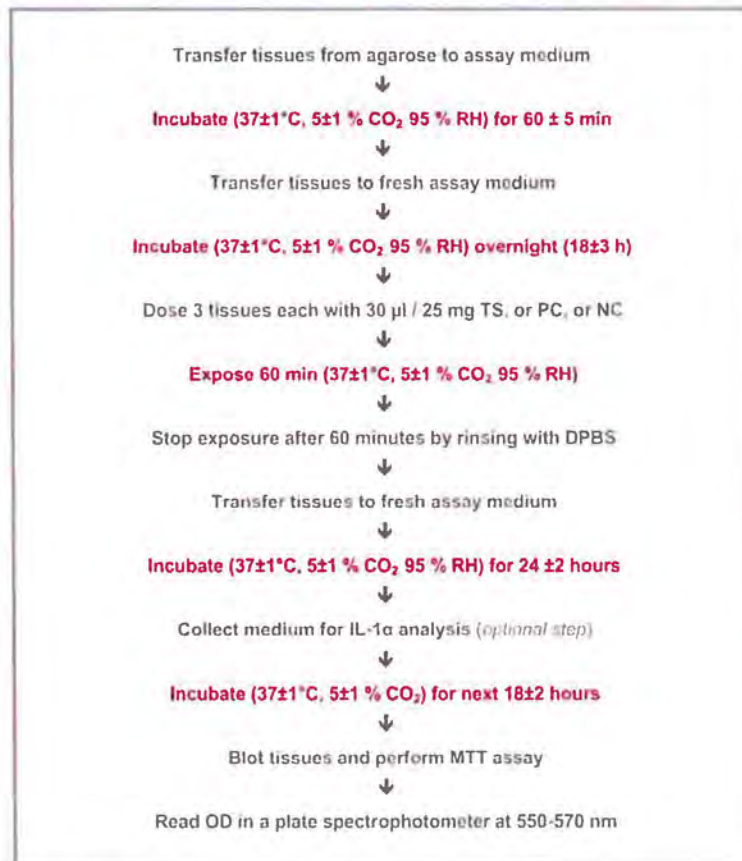 Transfer tissues from agarose to assay medium
↓
Incubate (37±1°C, 5±1 % CO₂ 95 % RH) for 60 ± 5 min
↓
Transfer tissues to fresh assay medium
↓
Incubate (37±1°C, 5±1 % CO₂ 95 % RH) overnight (18±3 h)
↓
Dose 3 tissues each with 30 µl / 25 mg TS, or PC, or NC
↓
Expose 60 min (37±1°C, 5±1 % CO₂ 95 % RH)
↓
Stop exposure after 60 minutes by rinsing with DPBS
↓
Transfer tissues to fresh assay medium
↓
Incubate (37±1°C, 5±1 % CO₂ 95 % RH) for 24 ±2 hours
↓
Collect medium for IL-1α analysis (optional step)
↓
Incubate (37±1°C, 5±1 % CO₂) for next 18±2 hours
↓
Blot tissues and perform MTT assay
↓
Read OD in a plate spectrophotometer at 550-570 nm